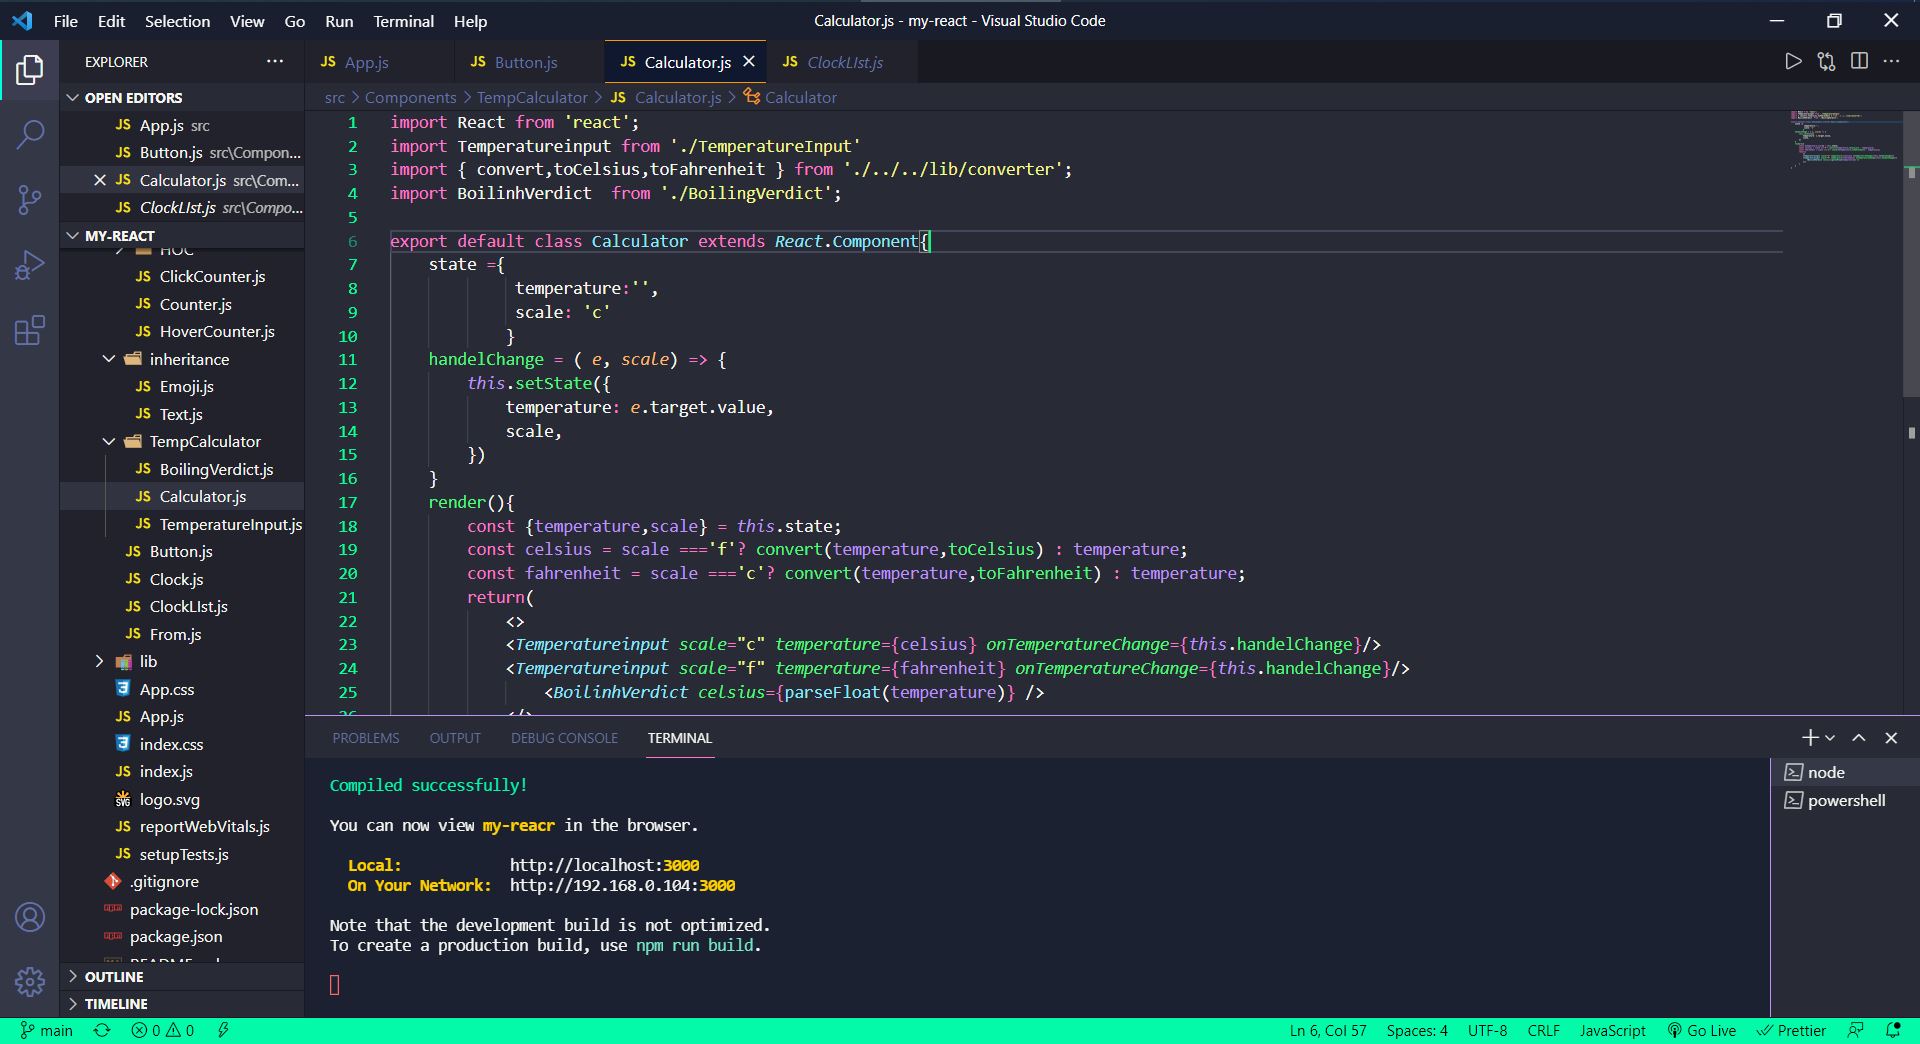 File Edit Selection View Go Run Terminal Help
Calculator.js - my-react - Visual Studio Code
EXPLORER
OPEN EDITORS
JS App.js src
JS Button.js src\Compon...
JS Calculator.js src\Com...
JS ClockLIst.js src\Compo...
MY-REACT
HOC
JS ClickCounter.js
JS Counter.js
JS HoverCounter.js
inheritance
JS Emoji.js
JS Text.js
TempCalculator
JS BoilingVerdict.js
JS Calculator.js
JS TemperatureInput.js
JS Button.js
JS Clock.js
JS ClockLIst.js
JS From.js
lib
App.css
JS App.js
index.css
JS index.js
SVG logo.svg
JS reportWebVitals.js
JS setupTests.js
.gitignore
package-lock.json
package.json
OUTLINE
TIMELINE
JS App.js JS Button.js JS Calculator.js JS ClockLIst.js
src > Components > TempCalculator > JS Calculator.js > Calculator
1 import React from 'react';
2 import Temperatureinput from './TemperatureInput'
3 import { convert,toCelsius,toFahrenheit } from './../../lib/converter';
4 import BoilinhVerdict  from './BoilingVerdict';
5
6 export default class Calculator extends React.Component{
7 state ={
8 temperature:'',
9 scale: 'c'
10 }
11 handelChange = ( e, scale) => {
12 this.setState({
13 temperature: e.target.value,
14 scale,
15 })
16 }
17 render(){
18 const {temperature,scale} = this.state;
19 const celsius = scale ==='f'? convert(temperature,toCelsius) : temperature;
20 const fahrenheit = scale ==='c'? convert(temperature,toFahrenheit) : temperature;
21 return(
22 <>
23 <Temperatureinput scale="c" temperature={celsius} onTemperatureChange={this.handelChange}/>
24 <Temperatureinput scale="f" temperature={fahrenheit} onTemperatureChange={this.handelChange}/>
25 <BoilinhVerdict celsius={parseFloat(temperature)} />
26 </>
PROBLEMS OUTPUT DEBUG CONSOLE TERMINAL
Compiled successfully!
You can now view my-reacr in the browser.
Local: http://localhost:3000
On Your Network: http://192.168.0.104:3000
Note that the development build is not optimized.
To create a production build, use npm run build.
node
powershell
main 0 0 Ln 6, Col 57 Spaces: 4 UTF-8 CRLF JavaScript Go Live Prettier